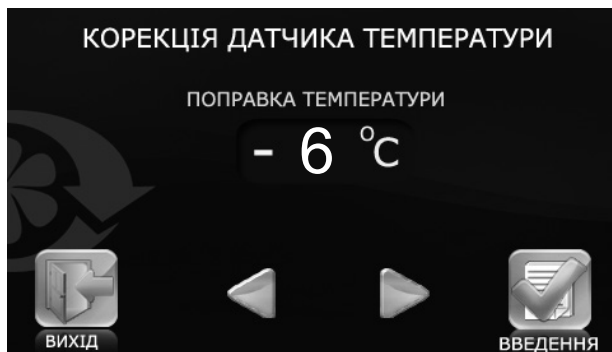 КОРЕКЦІЯ ДАТЧИКА ТЕМПЕРАТУРИ
ПОПРАВКА ТЕМПЕРАТУРИ
- 6 °C
ВИХІД
ВВЕДЕННЯ